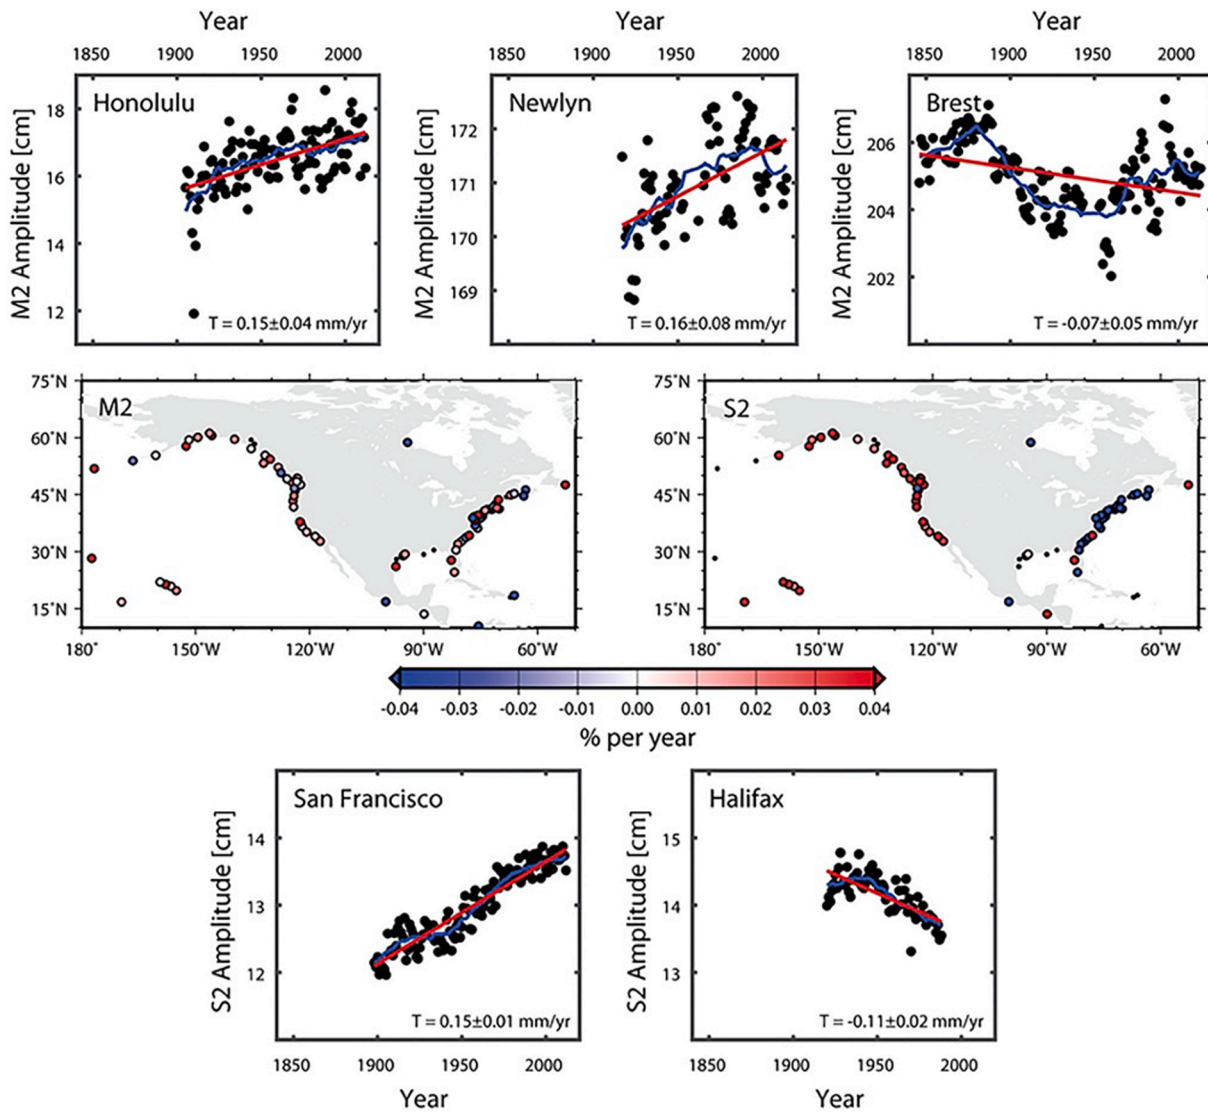 Year Year Year
1850 1900 1950 2000 1850 1900 1950 2000 1850 1900 1950 2000
Honolulu
M2 Amplitude [cm]
18
16
14
12
T = 0.15±0.04 mm/yr
Newlyn
M2 Amplitude [cm]
172
171
170
169
T = 0.16±0.08 mm/yr
Brest
M2 Amplitude [cm]
206
204
202
T = -0.07±0.05 mm/yr
M2
75°N
60°N
45°N
30°N
15°N
180° 150°W 120°W 90°W 60°W
S2
75°N
60°N
45°N
30°N
15°N
180° 150°W 120°W 90°W 60°W
-0.04 -0.03 -0.02 -0.01 0.00 0.01 0.02 0.03 0.04
% per year
San Francisco
S2 Amplitude [cm]
14
13
12
T = 0.15±0.01 mm/yr
1850 1900 1950 2000
Year
Halifax
S2 Amplitude [cm]
15
14
13
T = -0.11±0.02 mm/yr
1850 1900 1950 2000
Year